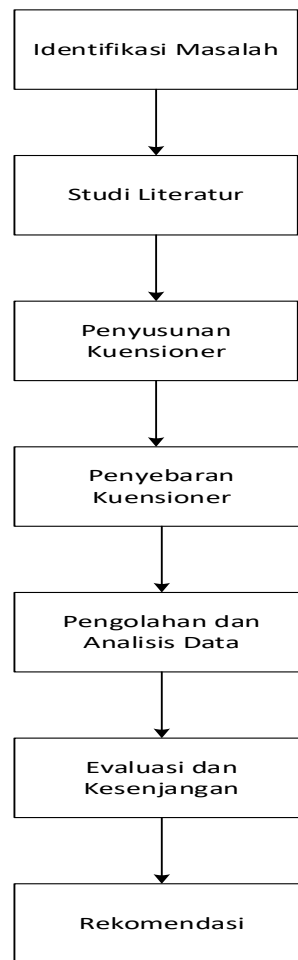 Identifikasi Masalah
Studi Literatur
Penyusunan
Kuensioner
Penyebaran
Kuensioner
Pengolahan dan
Analisis Data
Evaluasi dan
Kesenjangan
Rekomendasi